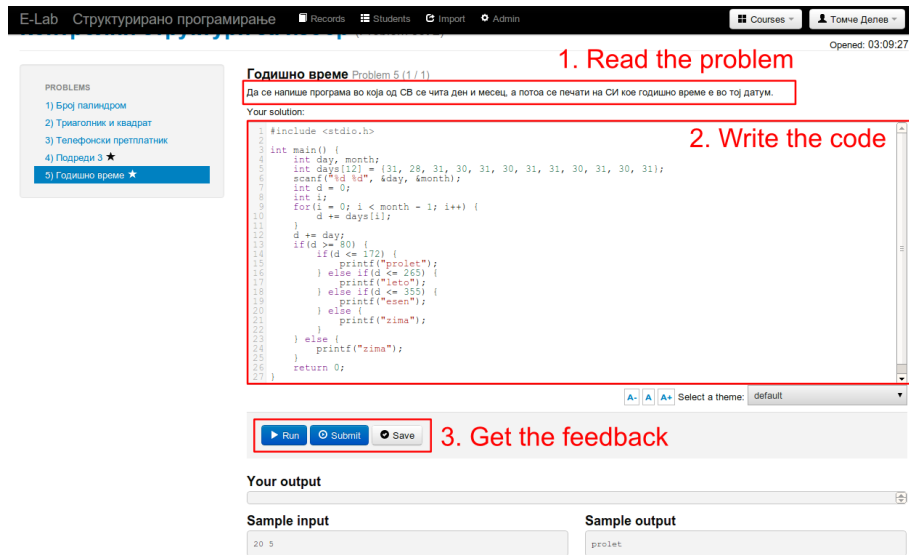 E-Lab Структурирано програмирање Records Students Import Admin Courses Томче Делев
Opened: 03:09:27
1. Read the problem
PROBLEMS
1) Број палиндром
2) Триаголник и квадрат
3) Телефонски претплатник
4) Подреди 3 ★
5) Годишно време ★
Годишно време Problem 5 (1 / 1)
Да се напише програма во која од СВ се чита ден и месец, а потоа се печати на СИ кое годишно време е во тој датум.
Your solution:
2. Write the code
1 #include <stdio.h>
2
3 int main() {
4 int day, month;
5 int days[12] = {31, 28, 31, 30, 31, 30, 31, 31, 30, 31, 30, 31};
6 scanf("%d %d", &day, &month);
7 int d = 0;
8 int i;
9 for(i = 0; i < month - 1; i++) {
10 d += days[i];
11 }
12 d += day;
13 if(d >= 80) {
14 if(d <= 172) {
15 printf("prolet");
16 } else if(d <= 265) {
17 printf("leto");
18 } else if(d <= 355) {
19 printf("esen");
20 } else {
21 printf("zima");
22 }
23 } else {
24 printf("zima");
25 }
26 return 0;
27 }
A- A A+ Select a theme: default
Run Submit Save 3. Get the feedback
Your output
Sample input Sample output
20 5 prolet